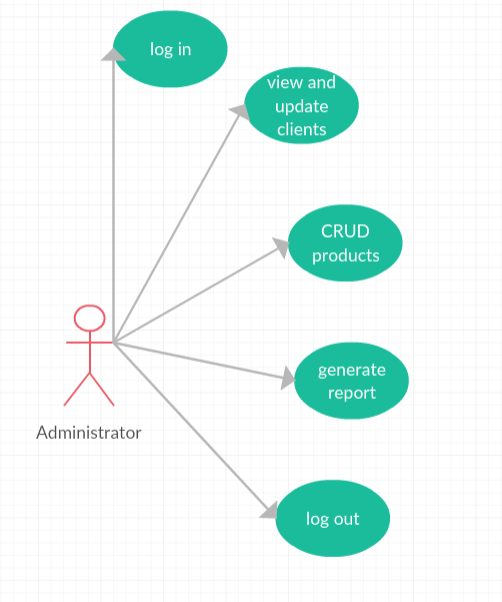 log in
view and
update
clients
CRUD
products
generate
report
Administrator
log out